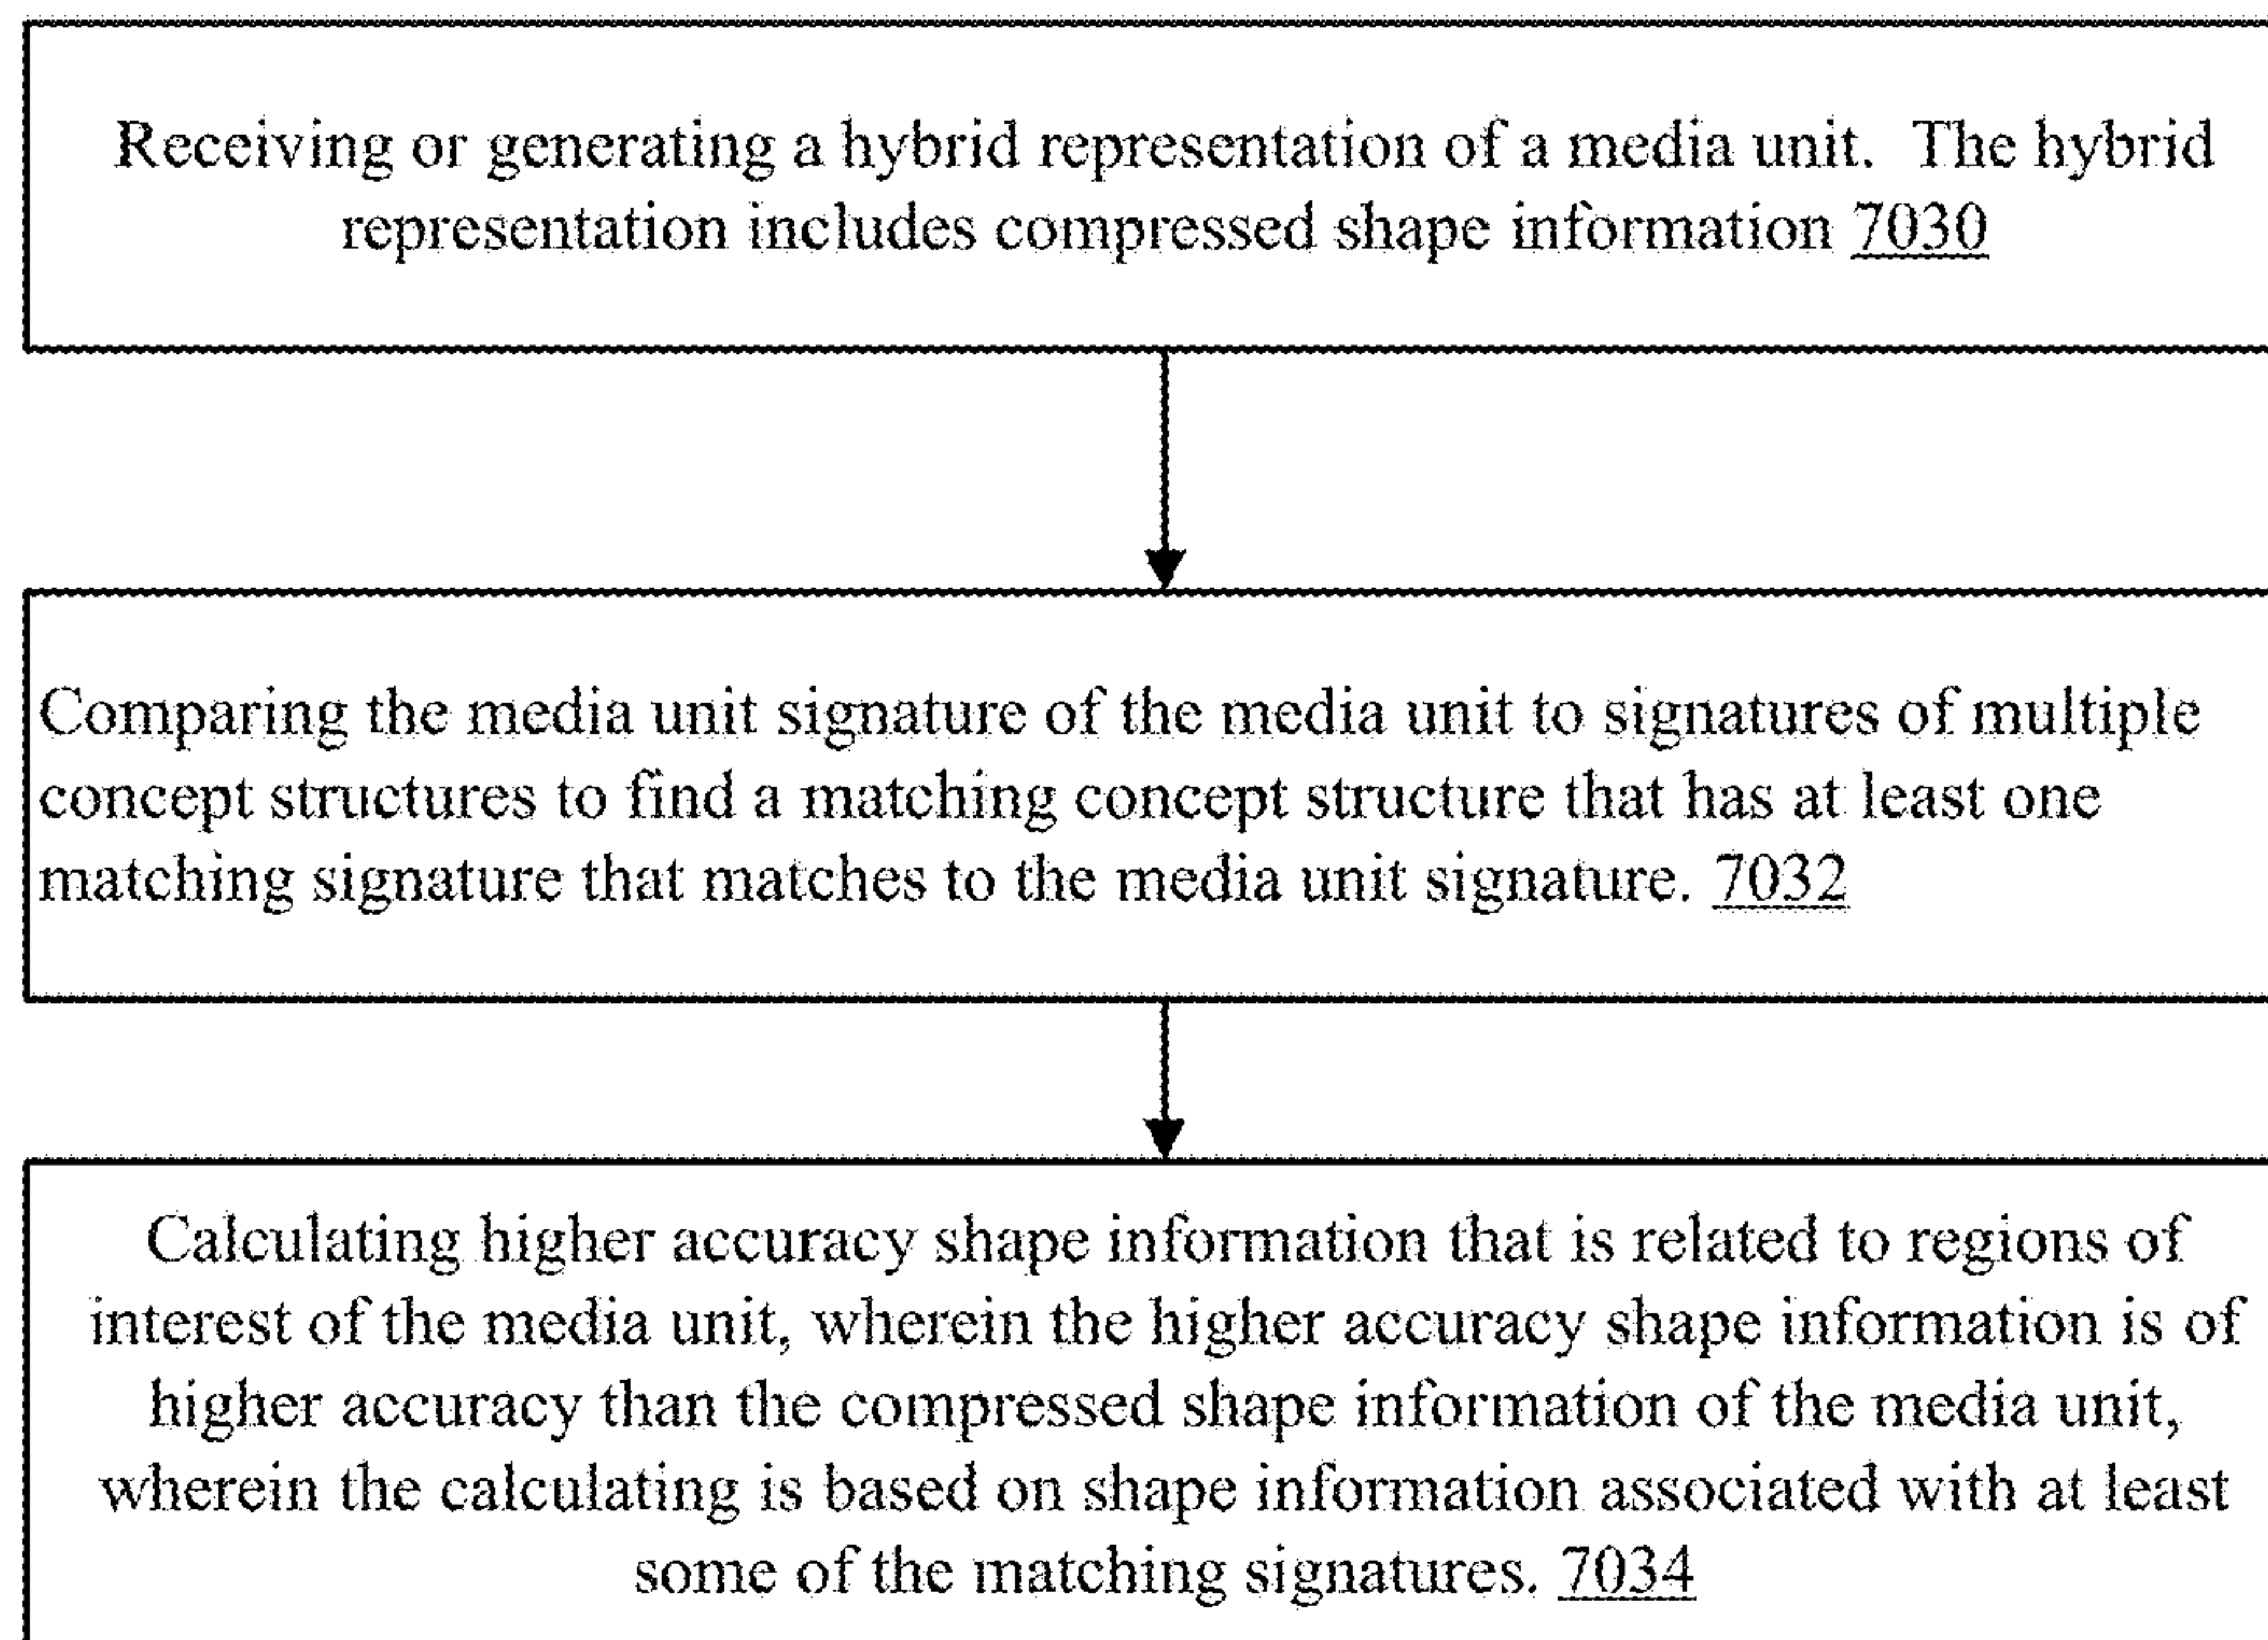 Receiving or generating a hybrid representation of a media unit. The hybrid
representation includes compressed shape information 7030
Comparing the media unit signature of the media unit to signatures of multiple
concept structures to find a matching concept structure that has at least one
matching signature that matches to the media unit signature. 7032
Calculating higher accuracy shape information that is related to regions of
interest of the media unit, wherein the higher accuracy shape information is of
higher accuracy than the compressed shape information of the media unit,
wherein the calculating is based on shape information associated with at least
some of the matching signatures. 7034